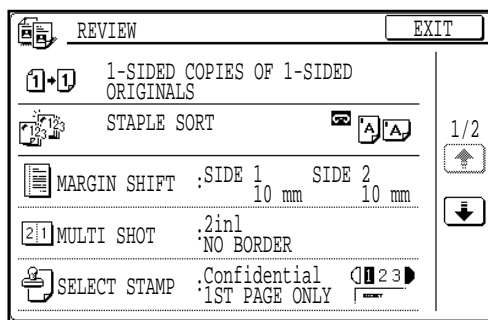 REVIEW
EXIT
1-SIDED COPIES OF 1-SIDED
ORIGINALS
STAPLE SORT
1/2
MARGIN SHIFT :SIDE 1 SIDE 2
10 mm 10 mm
MULTI SHOT :2in1
NO BORDER
SELECT STAMP :Confidential 1 2 3
1ST PAGE ONLY